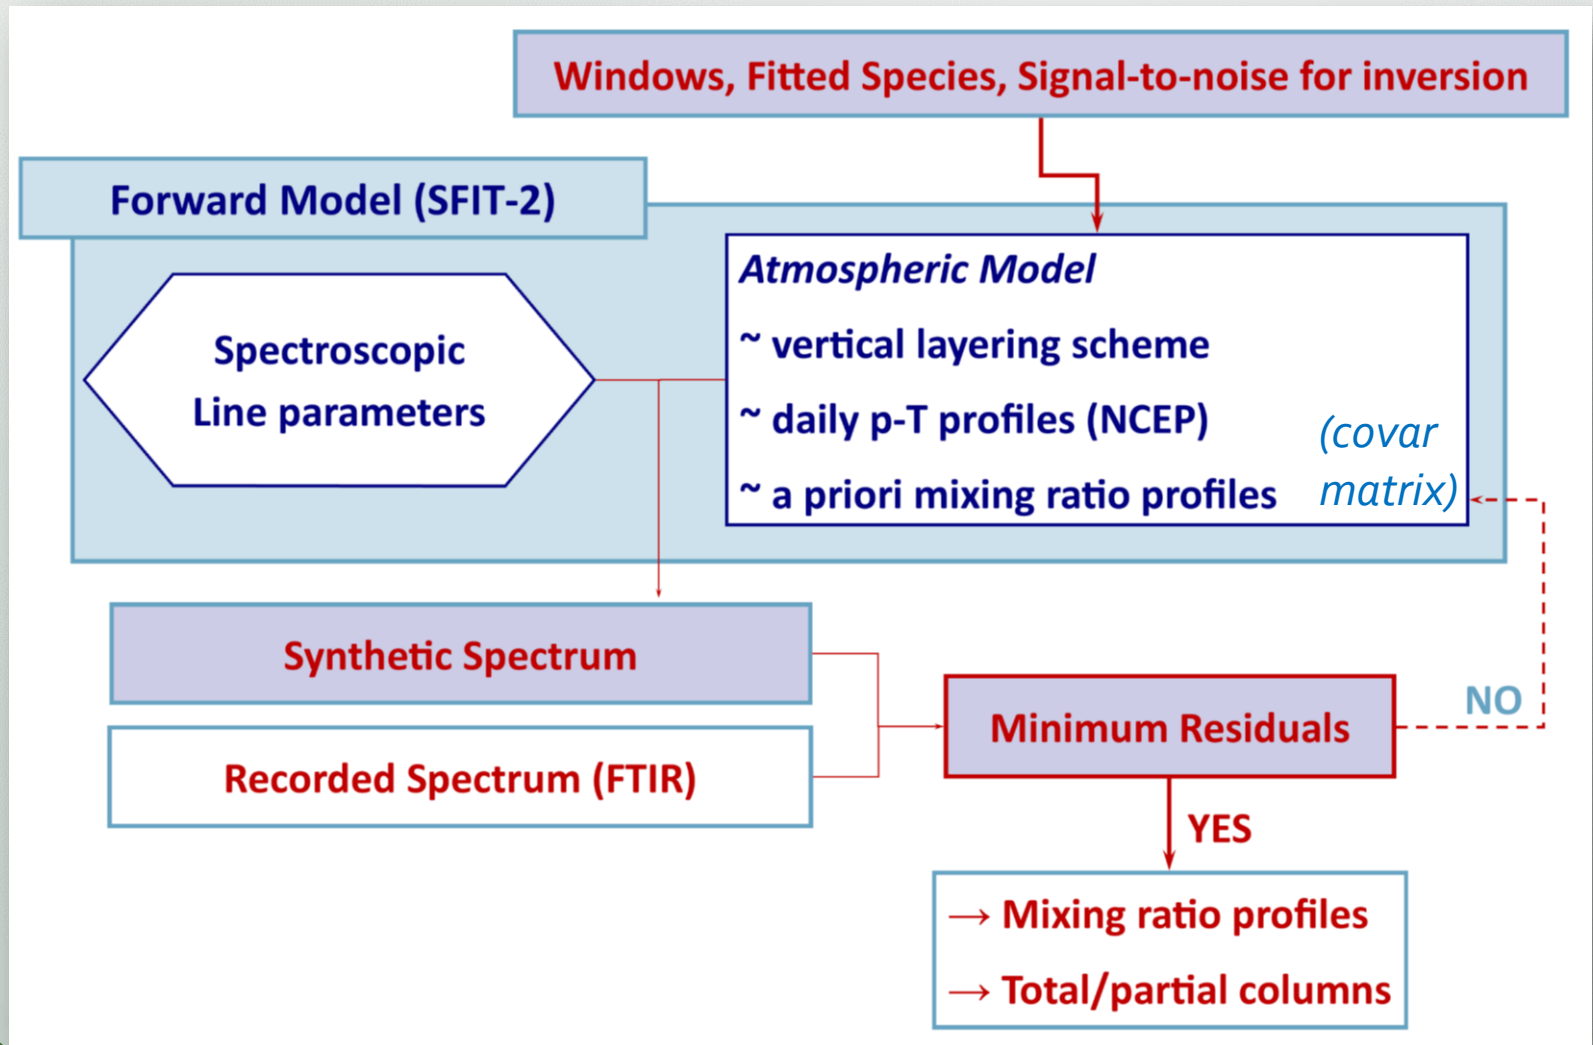 Windows, Fitted Species, Signal-to-noise for inversion
Forward Model (SFIT-2)
Spectroscopic
Line parameters
Atmospheric Model
~ vertical layering scheme
~ daily p-T profiles (NCEP)
~ a priori mixing ratio profiles
(covar
matrix)
Synthetic Spectrum
Recorded Spectrum (FTIR)
Minimum Residuals
NO
YES
→ Mixing ratio profiles
→ Total/partial columns